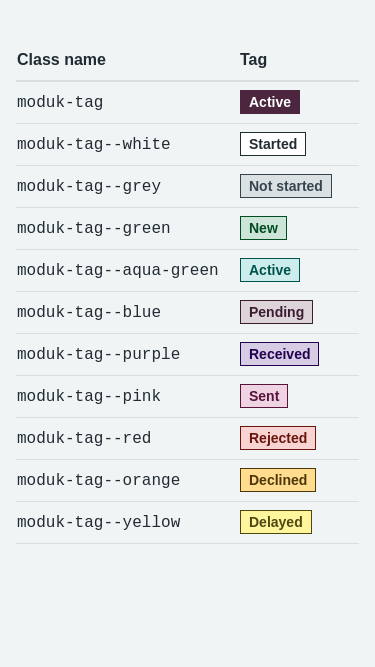 Class name Tag
moduk-tag Active
moduk-tag--white Started
moduk-tag--grey Not started
moduk-tag--green New
moduk-tag--aqua-green Active
moduk-tag--blue Pending
moduk-tag--purple Received
moduk-tag--pink Sent
moduk-tag--red Rejected
moduk-tag--orange Declined
moduk-tag--yellow Delayed